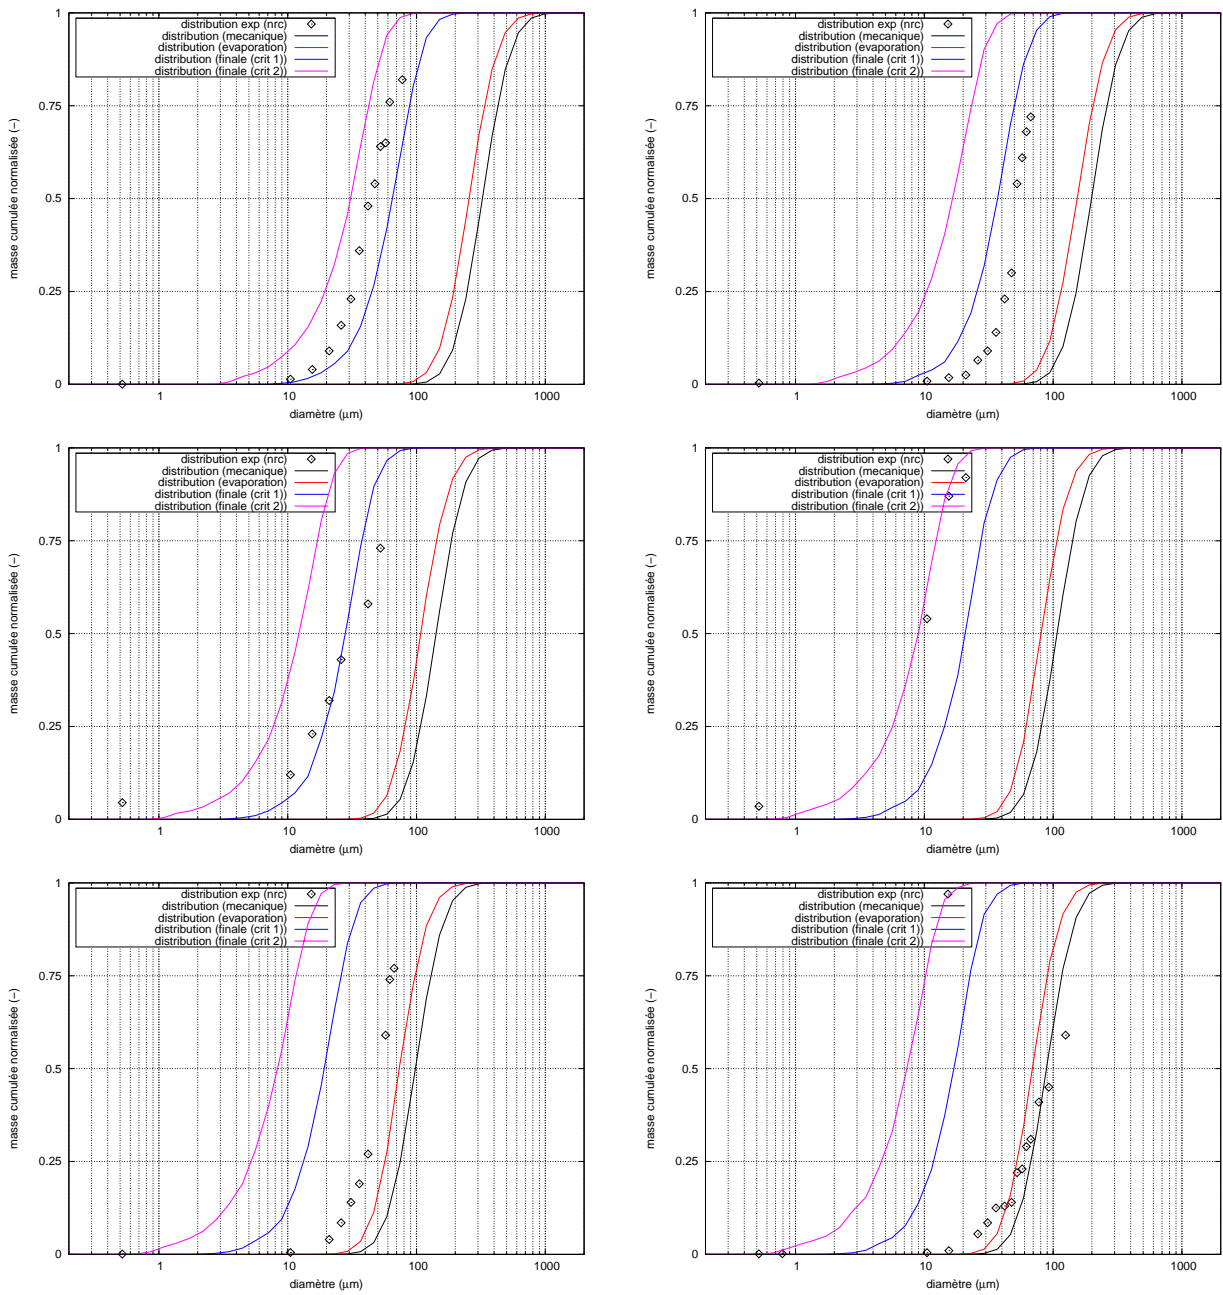 1
0.75
0.5
0.25
0
masse cumulée normalisée (−)
distribution exp (nrc)
distribution (mecanique)
distribution (evaporation)
distribution (finale (crit 1))
distribution (finale (crit 2))
1 10 100 1000
diamètre (µm)
1
0.75
0.5
0.25
0
masse cumulée normalisée (−)
distribution exp (nrc)
distribution (mecanique)
distribution (evaporation)
distribution (finale (crit 1))
distribution (finale (crit 2))
1 10 100 1000
diamètre (µm)
1
0.75
0.5
0.25
0
masse cumulée normalisée (−)
distribution exp (nrc)
distribution (mecanique)
distribution (evaporation)
distribution (finale (crit 1))
distribution (finale (crit 2))
1 10 100 1000
diamètre (µm)
1
0.75
0.5
0.25
0
masse cumulée normalisée (−)
distribution exp (nrc)
distribution (mecanique)
distribution (evaporation)
distribution (finale (crit 1))
distribution (finale (crit 2))
1 10 100 1000
diamètre (µm)
1
0.75
0.5
0.25
0
masse cumulée normalisée (−)
distribution exp (nrc)
distribution (mecanique)
distribution (evaporation)
distribution (finale (crit 1))
distribution (finale (crit 2))
1 10 100 1000
diamètre (µm)
1
0.75
0.5
0.25
0
masse cumulée normalisée (−)
distribution exp (nrc)
distribution (mecanique)
distribution (evaporation)
distribution (finale (crit 1))
distribution (finale (crit 2))
1 10 100 1000
diamètre (µm)